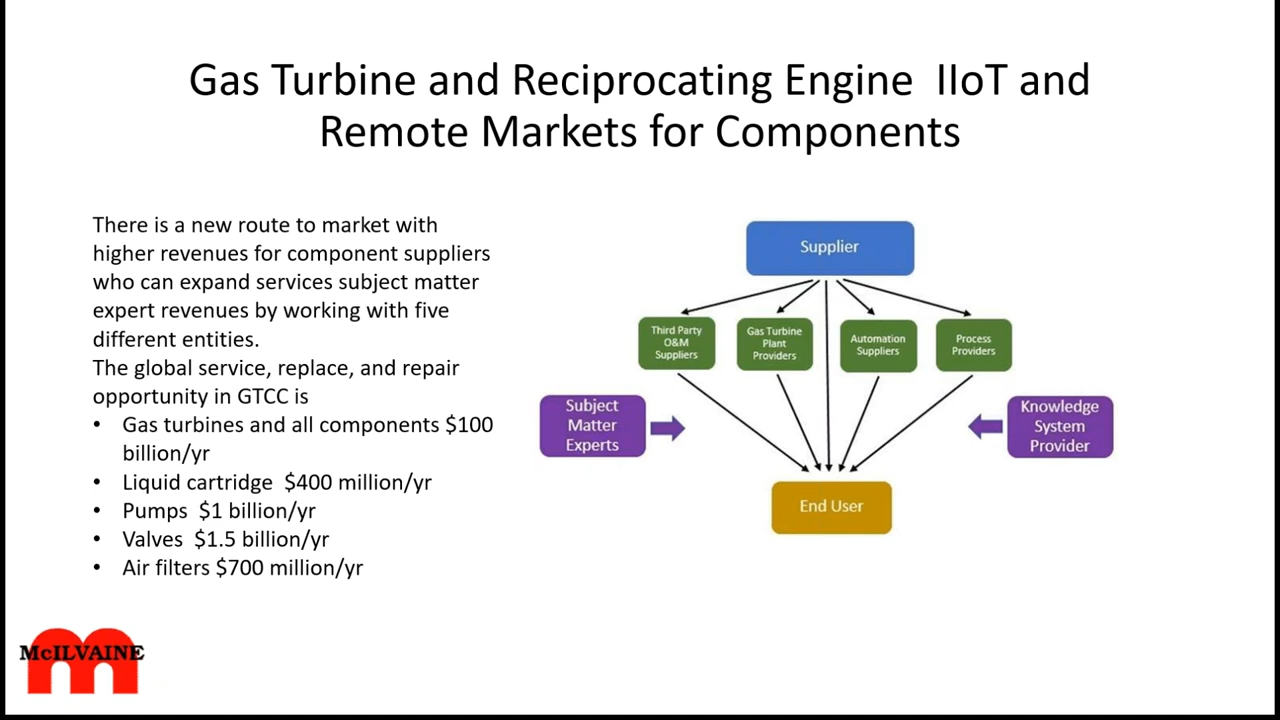 Gas Turbine and Reciprocating Engine IIoT and
Remote Markets for Components
There is a new route to market with
higher revenues for component suppliers
who can expand services subject matter
expert revenues by working with five
different entities.
The global service, replace, and repair
opportunity in GTCC is
• Gas turbines and all components $100
billion/yr
• Liquid cartridge $400 million/yr
• Pumps $1 billion/yr
• Valves $1.5 billion/yr
• Air filters $700 million/yr
Supplier
Third Party
O&M
Suppliers
Gas Turbine
Plant
Providers
Automation
Suppliers
Process
Providers
Subject
Matter
Experts
Knowledge
System
Provider
End User
McILVAINE